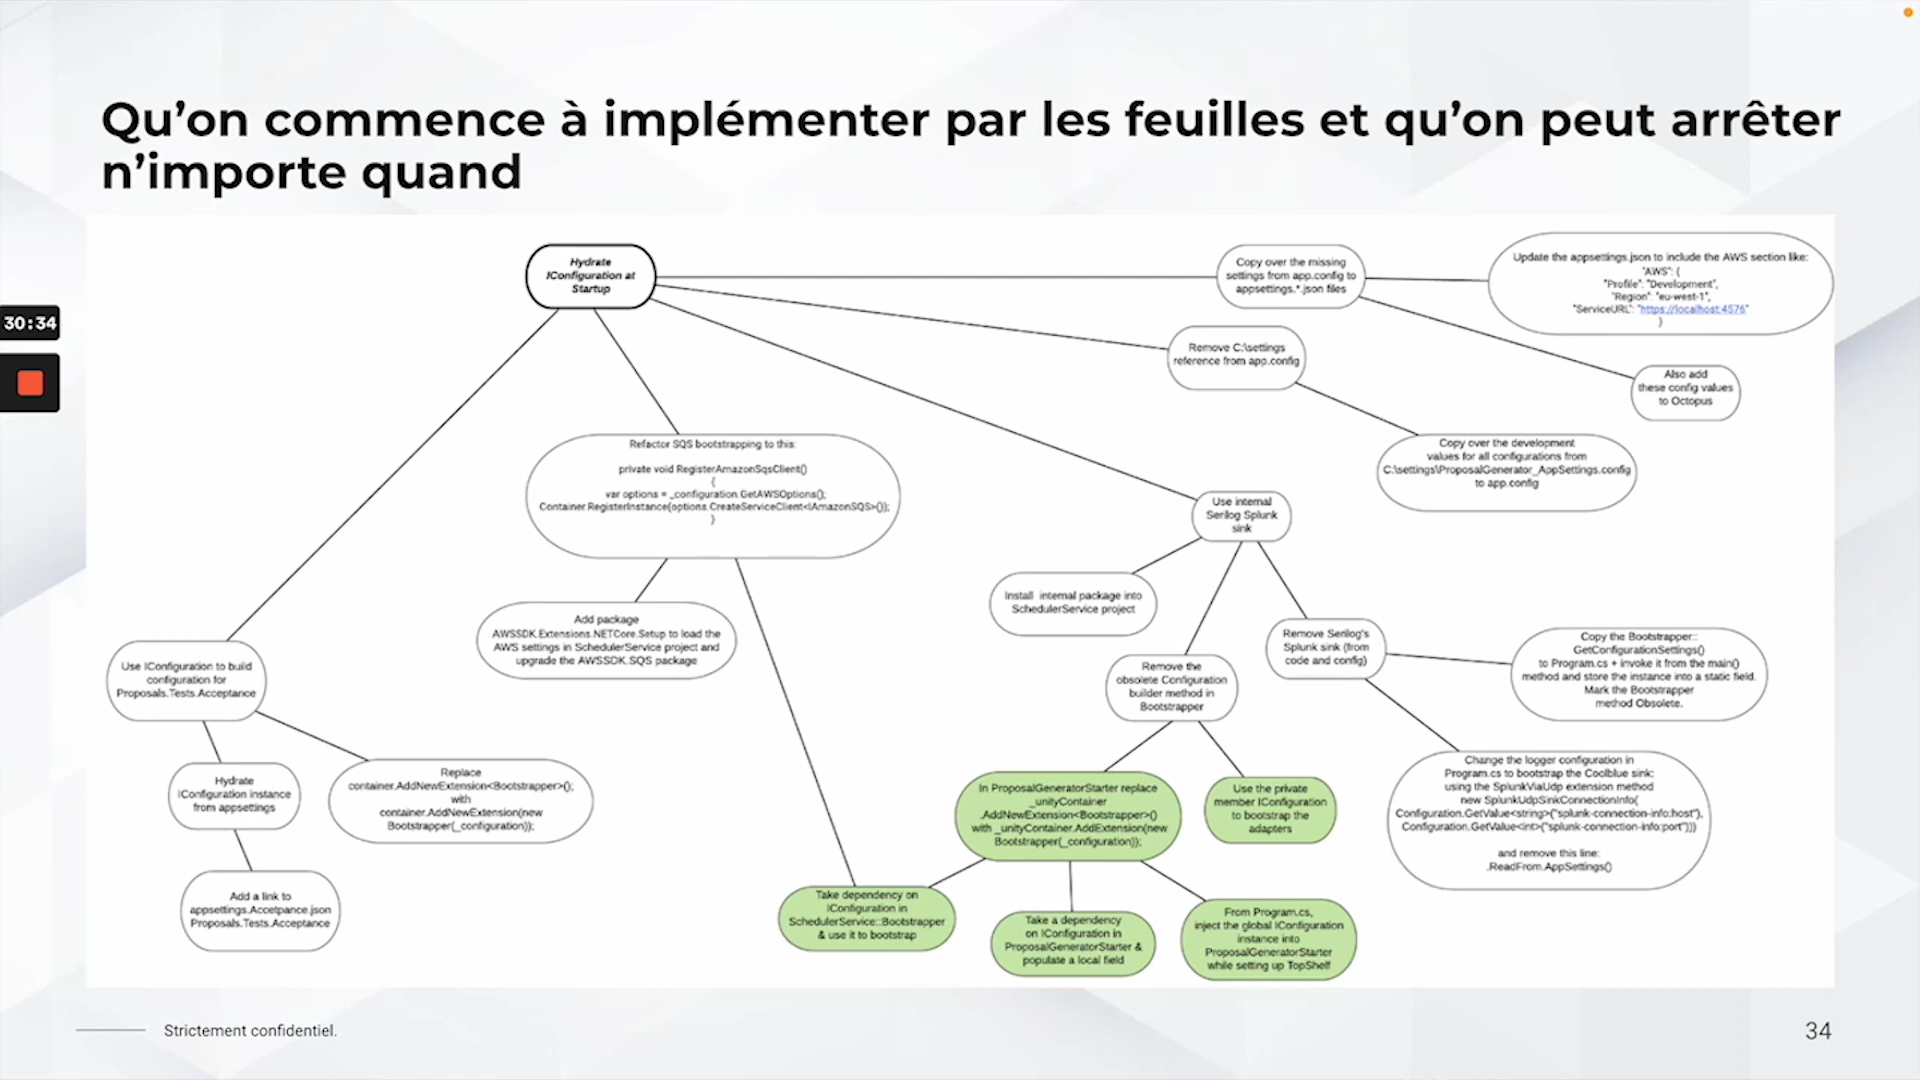 Qu’on commence à implémenter par les feuilles et qu’on peut arrêter
n’importe quand
30:34
Hydrate
IConfiguration at
Startup
Copy over the missing
settings from app.config to
appsettings.*.json files
Update the appsettings.json to include the AWS section like:
"AWS": {
"Profile": "Development",
"Region": "eu-west-1",
"ServiceURL": "https://localhost:4576"
}
Remove C:\settings
reference from app.config
Also add
these config values
to Octopus
Copy over the development
values for all configurations from
C:\settings\ProposalGenerator_AppSettings.config
to app.config
Refactor SQS bootstrapping to this:
private void RegisterAmazonSqsClient()
{
var options = _configuration.GetAWSOptions();
Container.RegisterInstance(options.CreateServiceClient<IAmazonSQS>());
}
Use internal
Serilog Splunk
sink
Add package
AWSSDK.Extensions.NETCore.Setup to load the
AWS settings in SchedulerService project and
upgrade the AWSSDK.SQS package
Install internal package into
SchedulerService project
Remove Serilog's
Splunk sink (from
code and config)
Copy the Bootstrapper::
GetConfigurationSettings()
to Program.cs + invoke it from the main()
method and store the instance into a static field.
Mark the Bootstrapper
method Obsolete.
Use IConfiguration to build
configuration for
Proposals.Tests.Acceptance
Remove the
obsolete Configuration
builder method in
Bootstrapper
Hydrate
IConfiguration instance
from appsettings
Replace
container.AddNewExtension<Bootstrapper>();
with
container.AddNewExtension(new
Bootstrapper(_configuration));
In ProposalGeneratorStarter replace
_unityContainer
.AddNewExtension<Bootstrapper>()
with _unityContainer.AddExtension(new
Bootstrapper(_configuration));
Use the private
member IConfiguration
to bootstrap the
adapters
Change the logger configuration in
Program.cs to bootstrap the Coolblue sink:
using the SplunkViaUdp extension method
new SplunkUdpSinkConnectionInfo(
Configuration.GetValue<string>("splunk-connection-info:host"),
Configuration.GetValue<int>("splunk-connection-info:port")))
and remove this line:
.ReadFrom.AppSettings()
Add a link to
appsettings.Accetpance.json
Proposals.Tests.Acceptance
Take dependency on
IConfiguration in
SchedulerService::Bootstrapper
& use it to bootstrap
Take a dependency
on IConfiguration in
ProposalGeneratorStarter &
populate a local field
From Program.cs,
inject the global IConfiguration
instance into
ProposalGeneratorStarter
while setting up TopShelf
Strictement confidentiel.
34